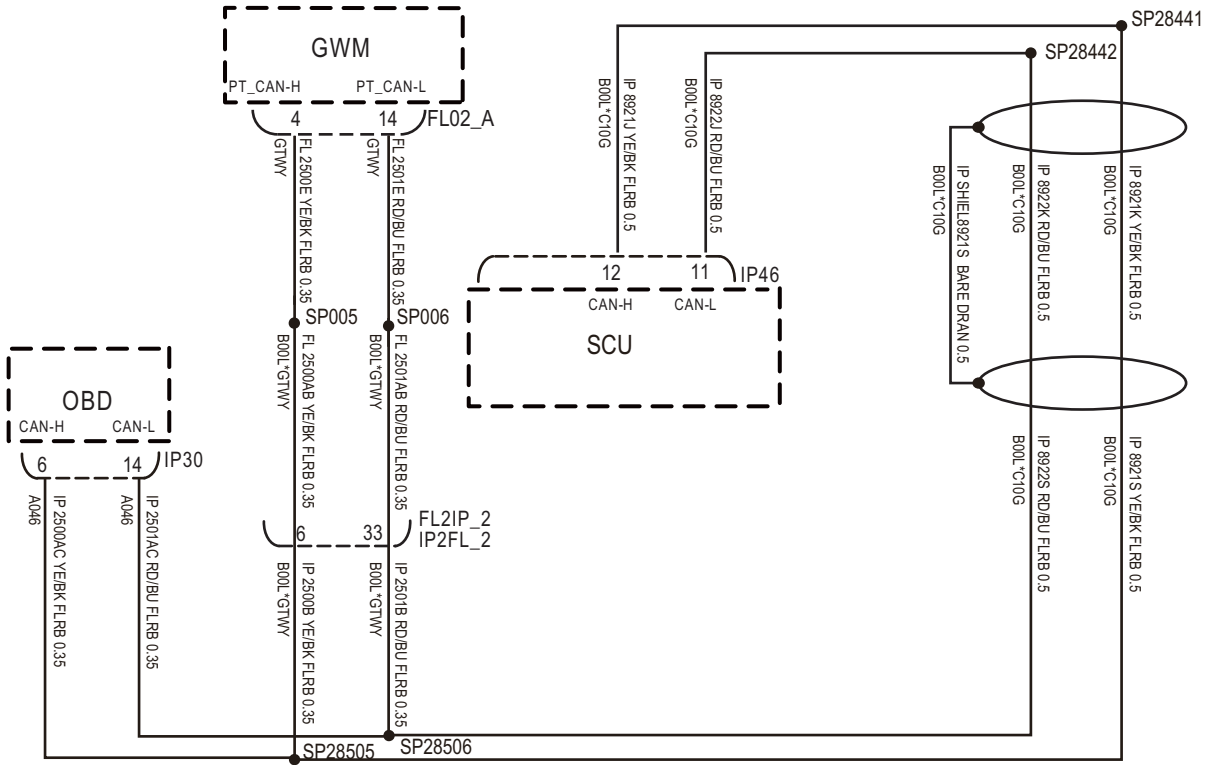 GWM
PT_CAN-H
PT_CAN-L
4
14
FL02_A
FL 2500E YE/BK FLRB 0.35
GTWY
FL 2501E RD/BU FLRB 0.35
GTWY
SP005
SP006
FL 2500AB YE/BK FLRB 0.35
B00L*GTWY
FL 2501AB RD/BU FLRB 0.35
B00L*GTWY
6
33
FL2IP_2
IP2FL_2
IP 2500B YE/BK FLRB 0.35
B00L*GTWY
IP 2501B RD/BU FLRB 0.35
B00L*GTWY
SP28505
SP28506
OBD
CAN-H
CAN-L
6
14
IP30
IP 2500AC YE/BK FLRB 0.35
A046
IP 2501AC RD/BU FLRB 0.35
A046
IP 8921J YE/BK FLRB 0.5
B00L*C10G
IP 8922J RD/BU FLRB 0.5
B00L*C10G
12
11
IP46
CAN-H
CAN-L
SCU
SP28441
SP28442
IP SHIEL8921S BARE DRAN 0.5
B00L*C10G
IP 8922K RD/BU FLRB 0.5
B00L*C10G
IP 8921K YE/BK FLRB 0.5
B00L*C10G
IP 8922S RD/BU FLRB 0.5
B00L*C10G
IP 8921S YE/BK FLRB 0.5
B00L*C10G